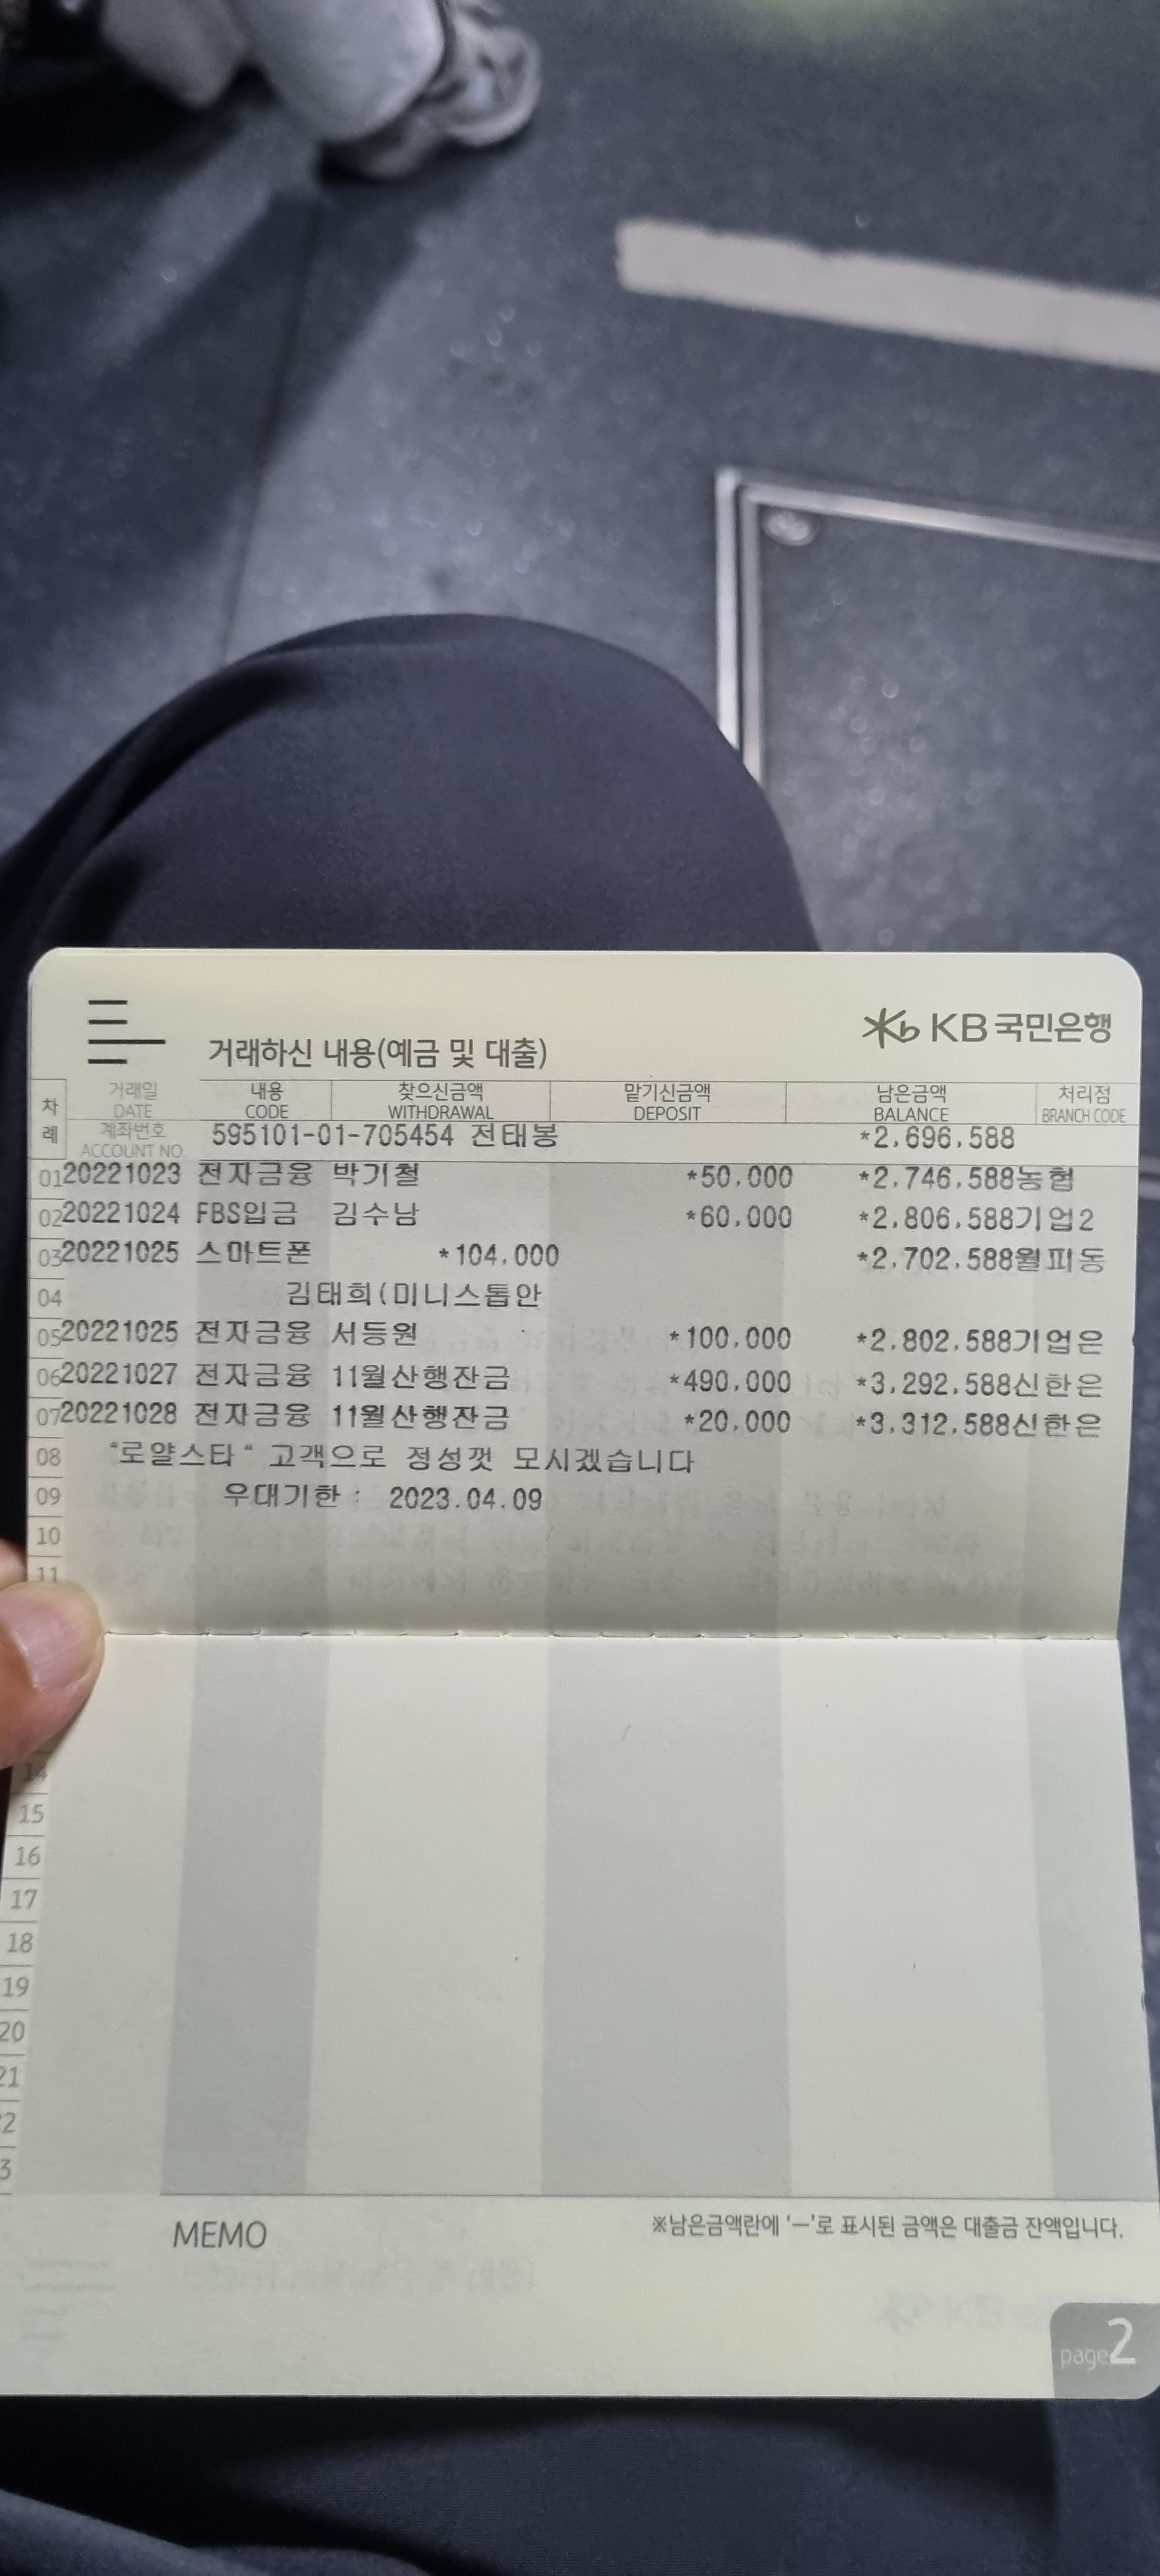 KB 국민은행
거래하신 내용(예금 및 대출)
차례 거래일 DATE 내용 CODE 찾으신금액 WITHDRAWAL 맡기신금액 DEPOSIT 남은금액 BALANCE 처리점 BRANCH CODE
계좌번호 ACCOUNT NO. 595101-01-705454 전태봉 *2,696,588
01 20221023 전자금융 박기철 *50,000 *2,746,588 농협
02 20221024 FBS입금 김수남 *60,000 *2,806,588 기업2
03 20221025 스마트폰 *104,000 *2,702,588 월피동
04 김태희(미니스톱안
05 20221025 전자금융 서등원 *100,000 *2,802,588 기업은
06 20221027 전자금융 11월산행잔금 *490,000 *3,292,588 신한은
07 20221028 전자금융 11월산행잔금 *20,000 *3,312,588 신한은
08 "로얄스타" 고객으로 정성껏 모시겠습니다
09 우대기한 : 2023.04.09
10
11
14
15
16
17
18
19
20
21
2
3
MEMO ※남은금액란에 ‘—’로 표시된 금액은 대출금 잔액입니다.
page 2